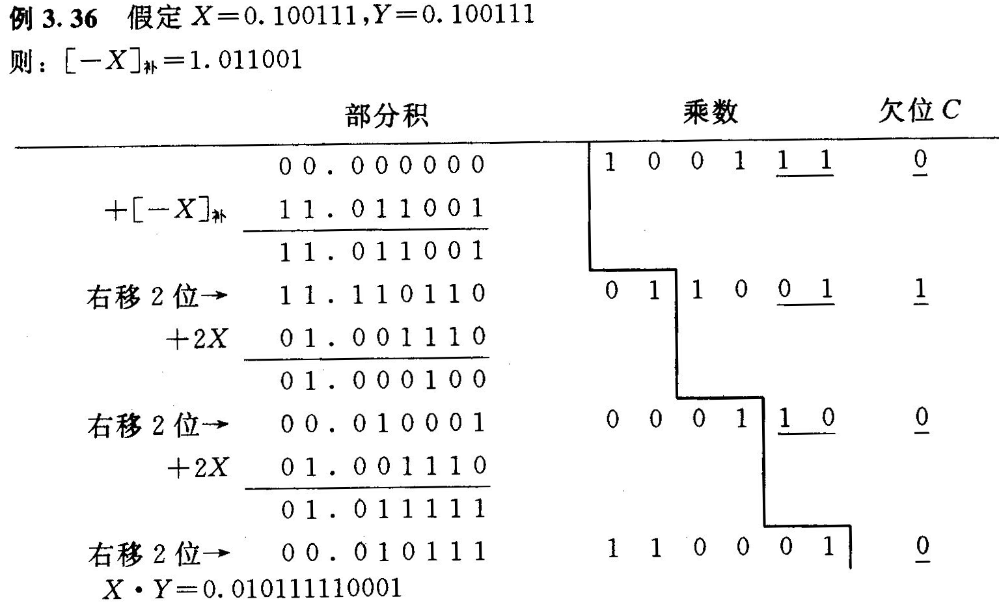 例 3.36 假定 X=0.100111,Y=0.100111
则：[-X]补=1.011001
部分积 乘数 欠位 C
00.000000 1 0 0 1 1 1 0
+[-X]补 11.011001
11.011001
右移 2 位→ 11.110110 0 1 1 0 0 1 1
+2X 01.001110
01.000100
右移 2 位→ 00.010001 0 0 0 1 1 0 0
+2X 01.001110
01.011111
右移 2 位→ 00.010111 1 1 0 0 0 1 0
X·Y=0.010111110001